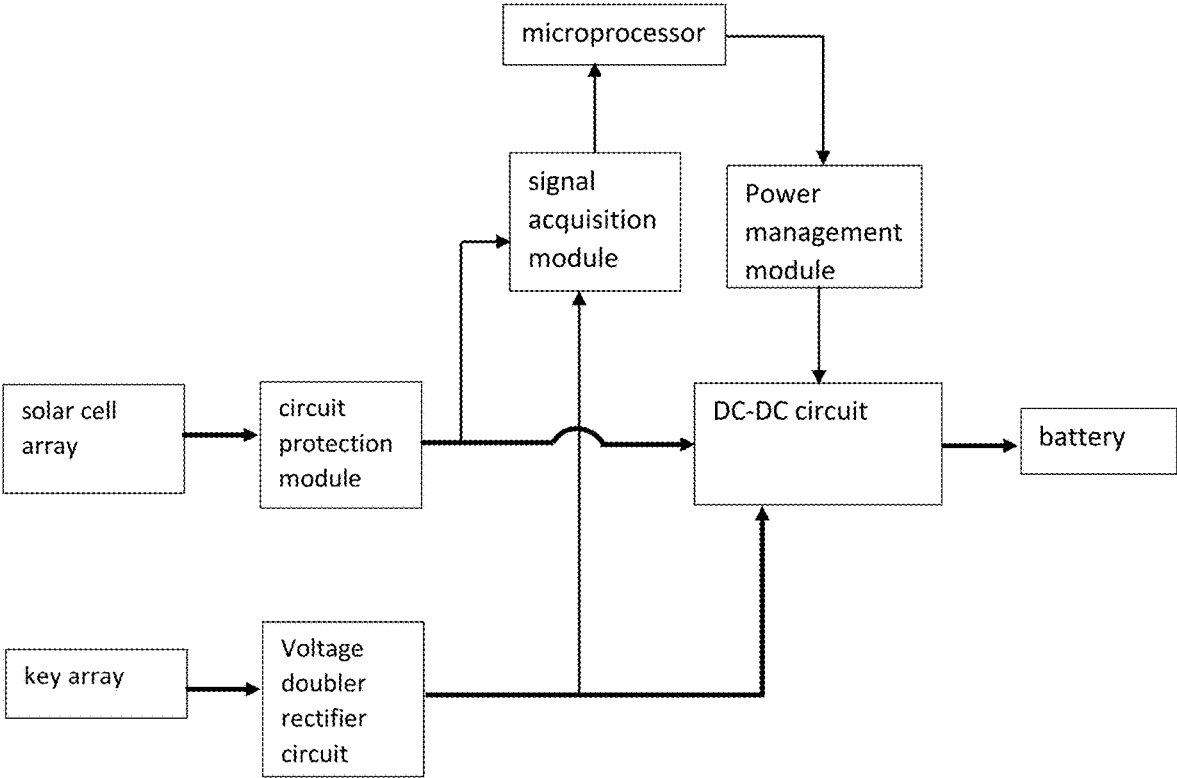 microprocessor
signal
acquisition
module
Power
management
module
solar cell
array
circuit
protection
module
DC-DC circuit
battery
key array
Voltage
doubler
rectifier
circuit